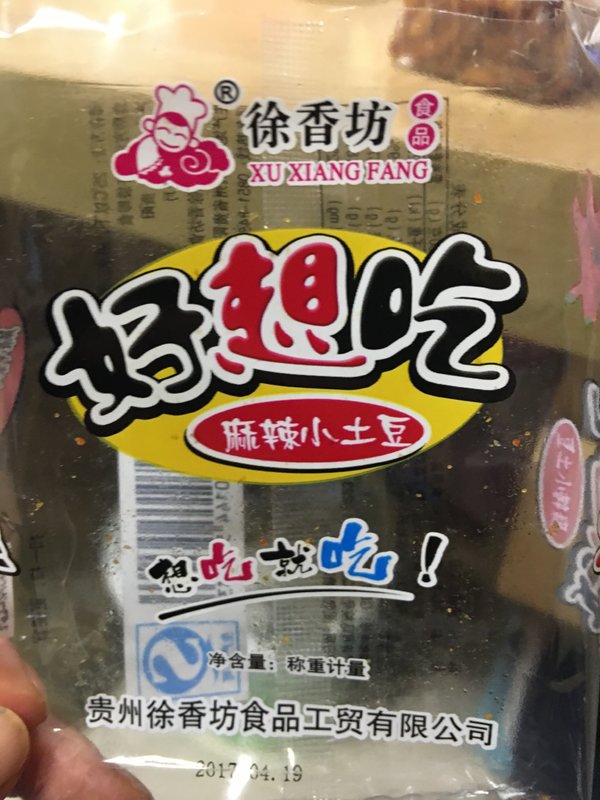 ®
徐香坊 食品
XU XIANG FANG
好想吃
麻辣小土豆
想吃就吃!
净含量:称重计量
贵州徐香坊食品工贸有限公司
2017.04.19